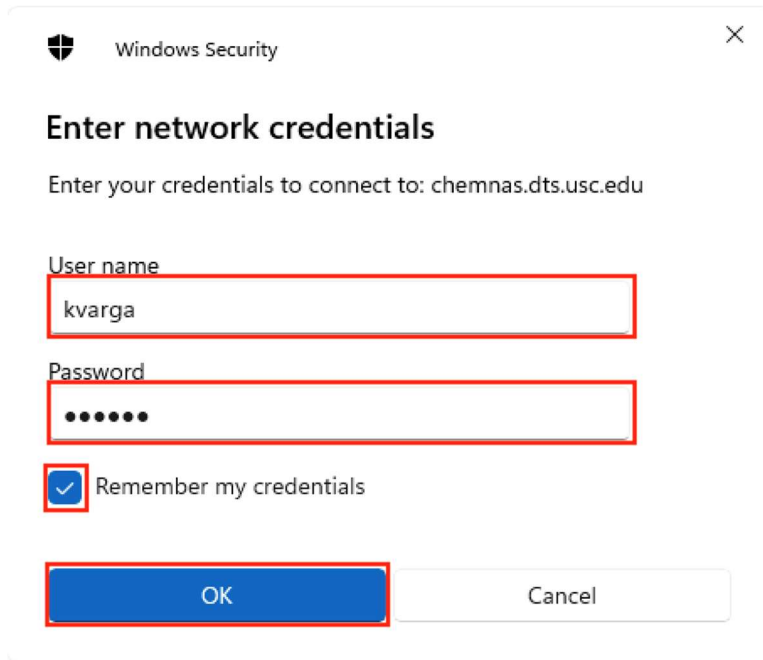 Windows Security
Enter network credentials
Enter your credentials to connect to: chemnas.dts.usc.edu
User name
kvarga
Password
••••••
Remember my credentials
OK
Cancel